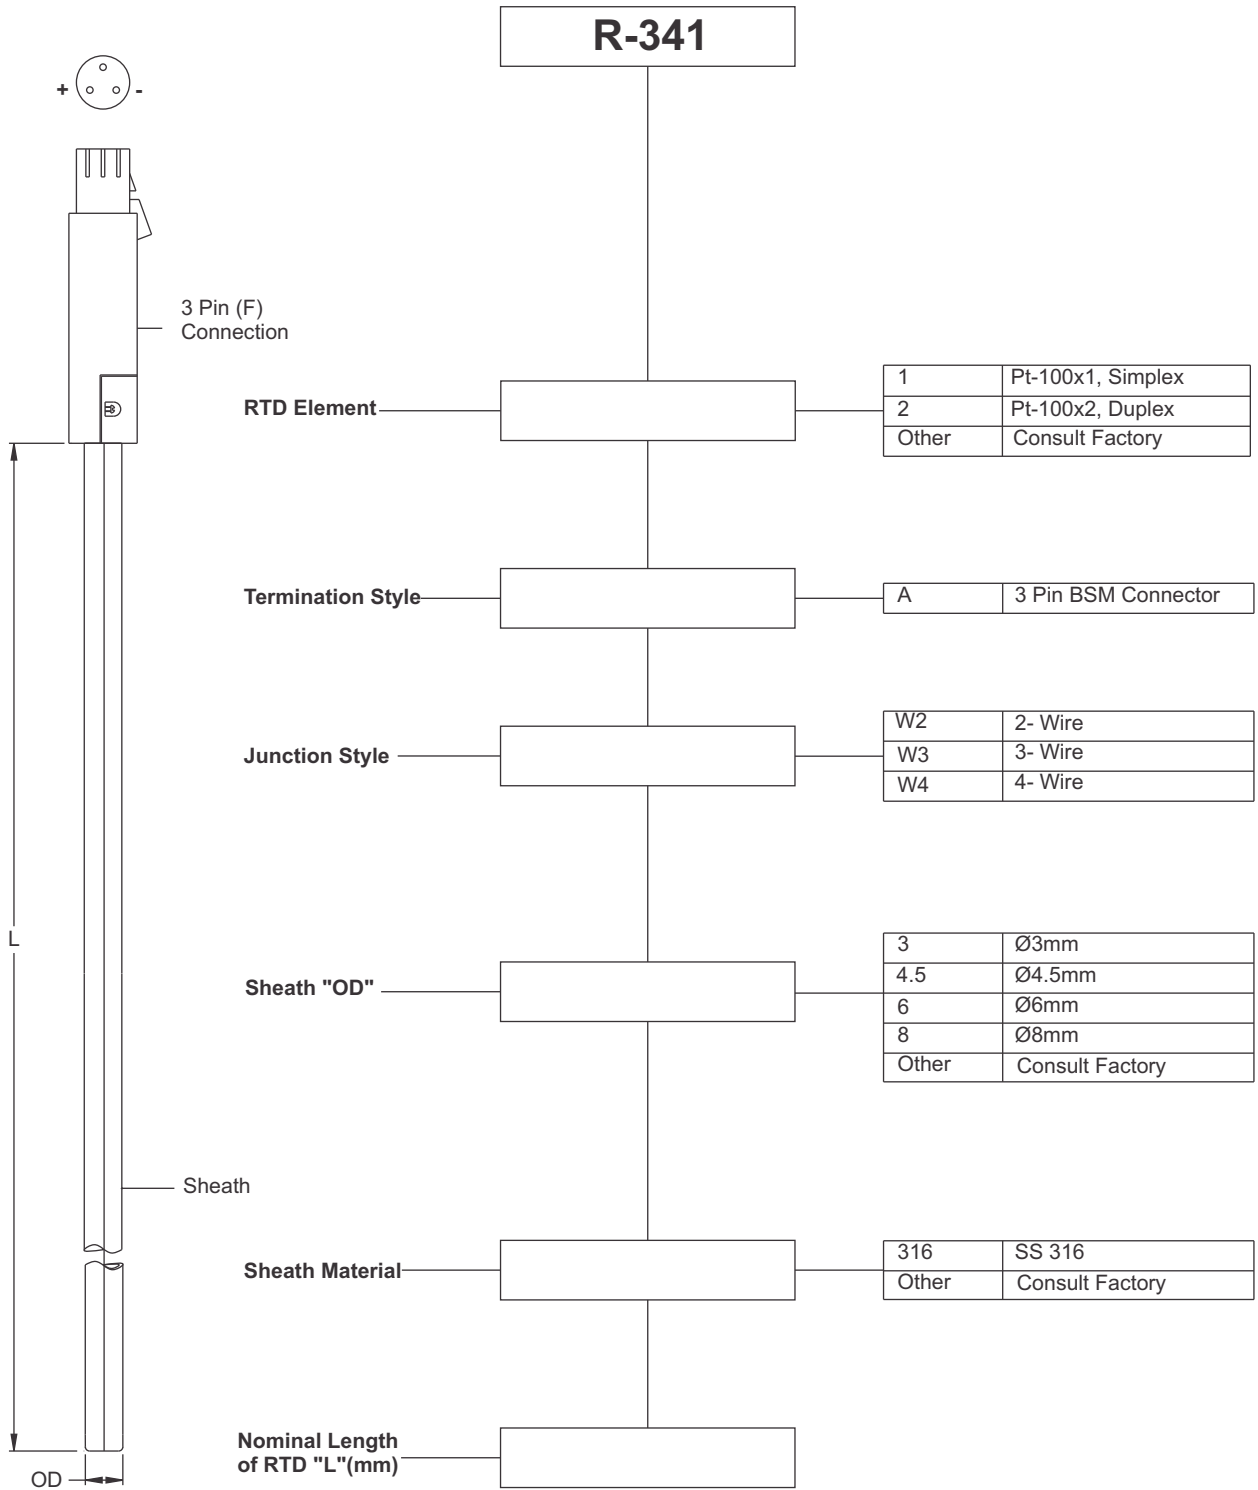 R-341
+ -
3 Pin (F)
Connection
RTD Element
1 Pt-100x1, Simplex
2 Pt-100x2, Duplex
Other Consult Factory
Termination Style
A 3 Pin BSM Connector
Junction Style
W2 2- Wire
W3 3- Wire
W4 4- Wire
L
Sheath "OD"
3 Ø3mm
4.5 Ø4.5mm
6 Ø6mm
8 Ø8mm
Other Consult Factory
Sheath
Sheath Material
316 SS 316
Other Consult Factory
Nominal Length
of RTD "L"(mm)
OD